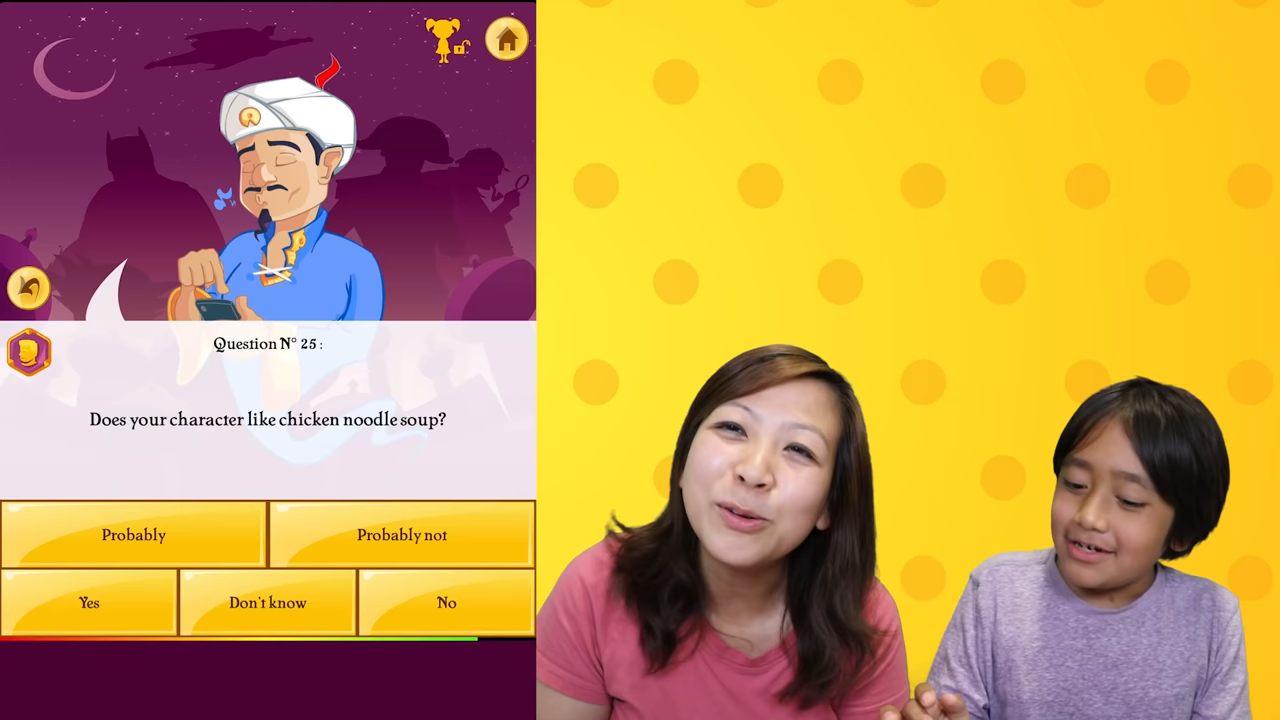 Question N° 25 :
Does your character like chicken noodle soup?
Probably
Probably not
Yes
Don't know
No